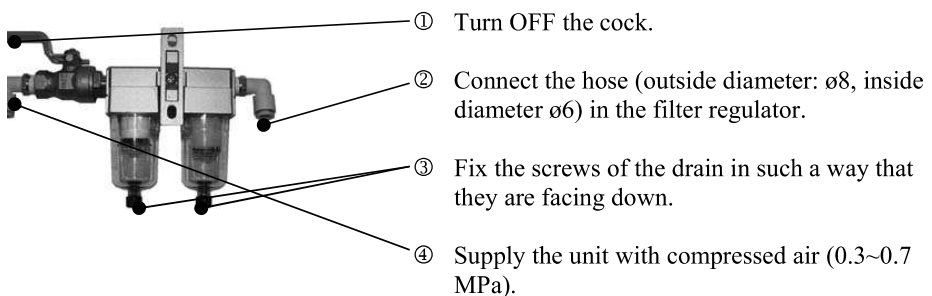 ① Turn OFF the cock.
② Connect the hose (outside diameter: ø8, inside
diameter ø6) in the filter regulator.
③ Fix the screws of the drain in such a way that
they are facing down.
④ Supply the unit with compressed air (0.3~0.7
MPa).